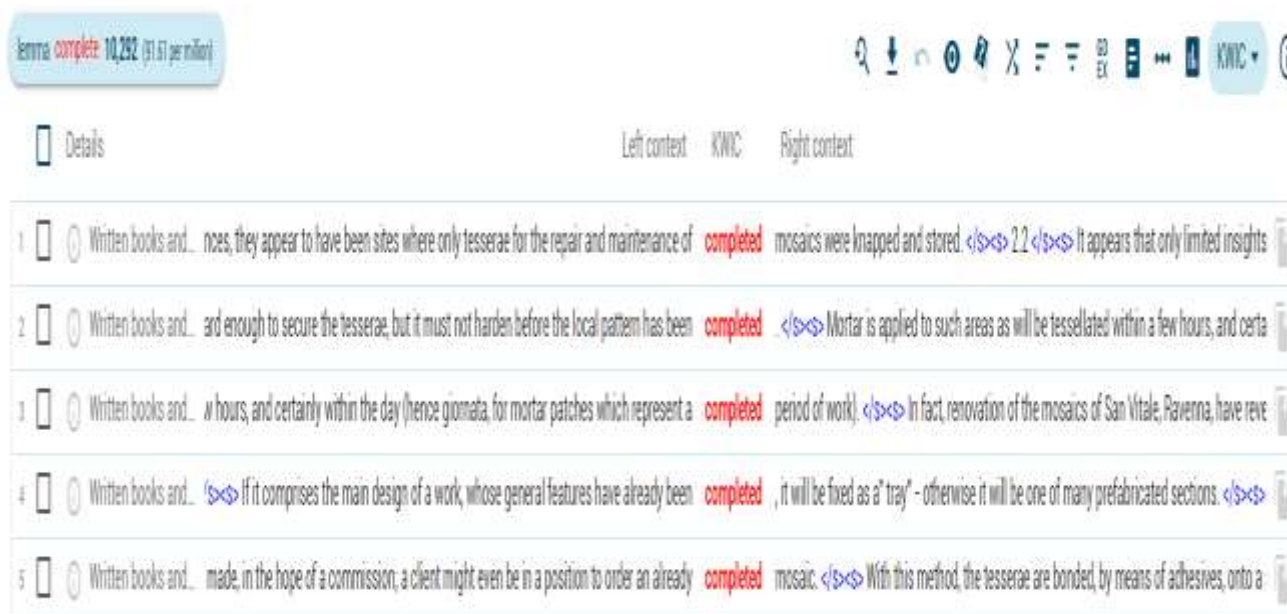 lemma complete 10,292 (91.61 per million)
GD
EX
KWIC
Details Left context KWIC Right context
1 Written books and... nces, they appear to have been sites where only tesserae for the repair and maintenance of completed mosaics were knapped and stored. </s><s> 2.2 </s><s> It appears that only limited insights
2 Written books and... ard enough to secure the tesserae, but it must not harden before the local pattern has been completed . </s><s> Mortar is applied to such areas as will be tessellated within a few hours, and certa
3 Written books and... w hours, and certainly within the day (hence giornata, for mortar patches which represent a completed period of work). </s><s> In fact, renovation of the mosaics of San Vitale, Ravenna, have reve
4 Written books and... <s> If it comprises the main design of a work, whose general features have already been completed , it will be fixed as a" tray" - otherwise it will be one of many prefabricated sections. </s><s>
5 Written books and... made, in the hope of a commission; a client might even be in a position to order an already completed mosaic. </s><s> With this method, the tesserae are bonded, by means of adhesives, onto a